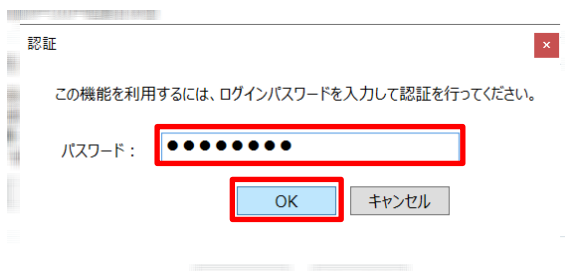 認証
この機能を利用するには、ログインパスワードを入力して認証を行ってください。
パスワード： ●●●●●●●●
OK キャンセル